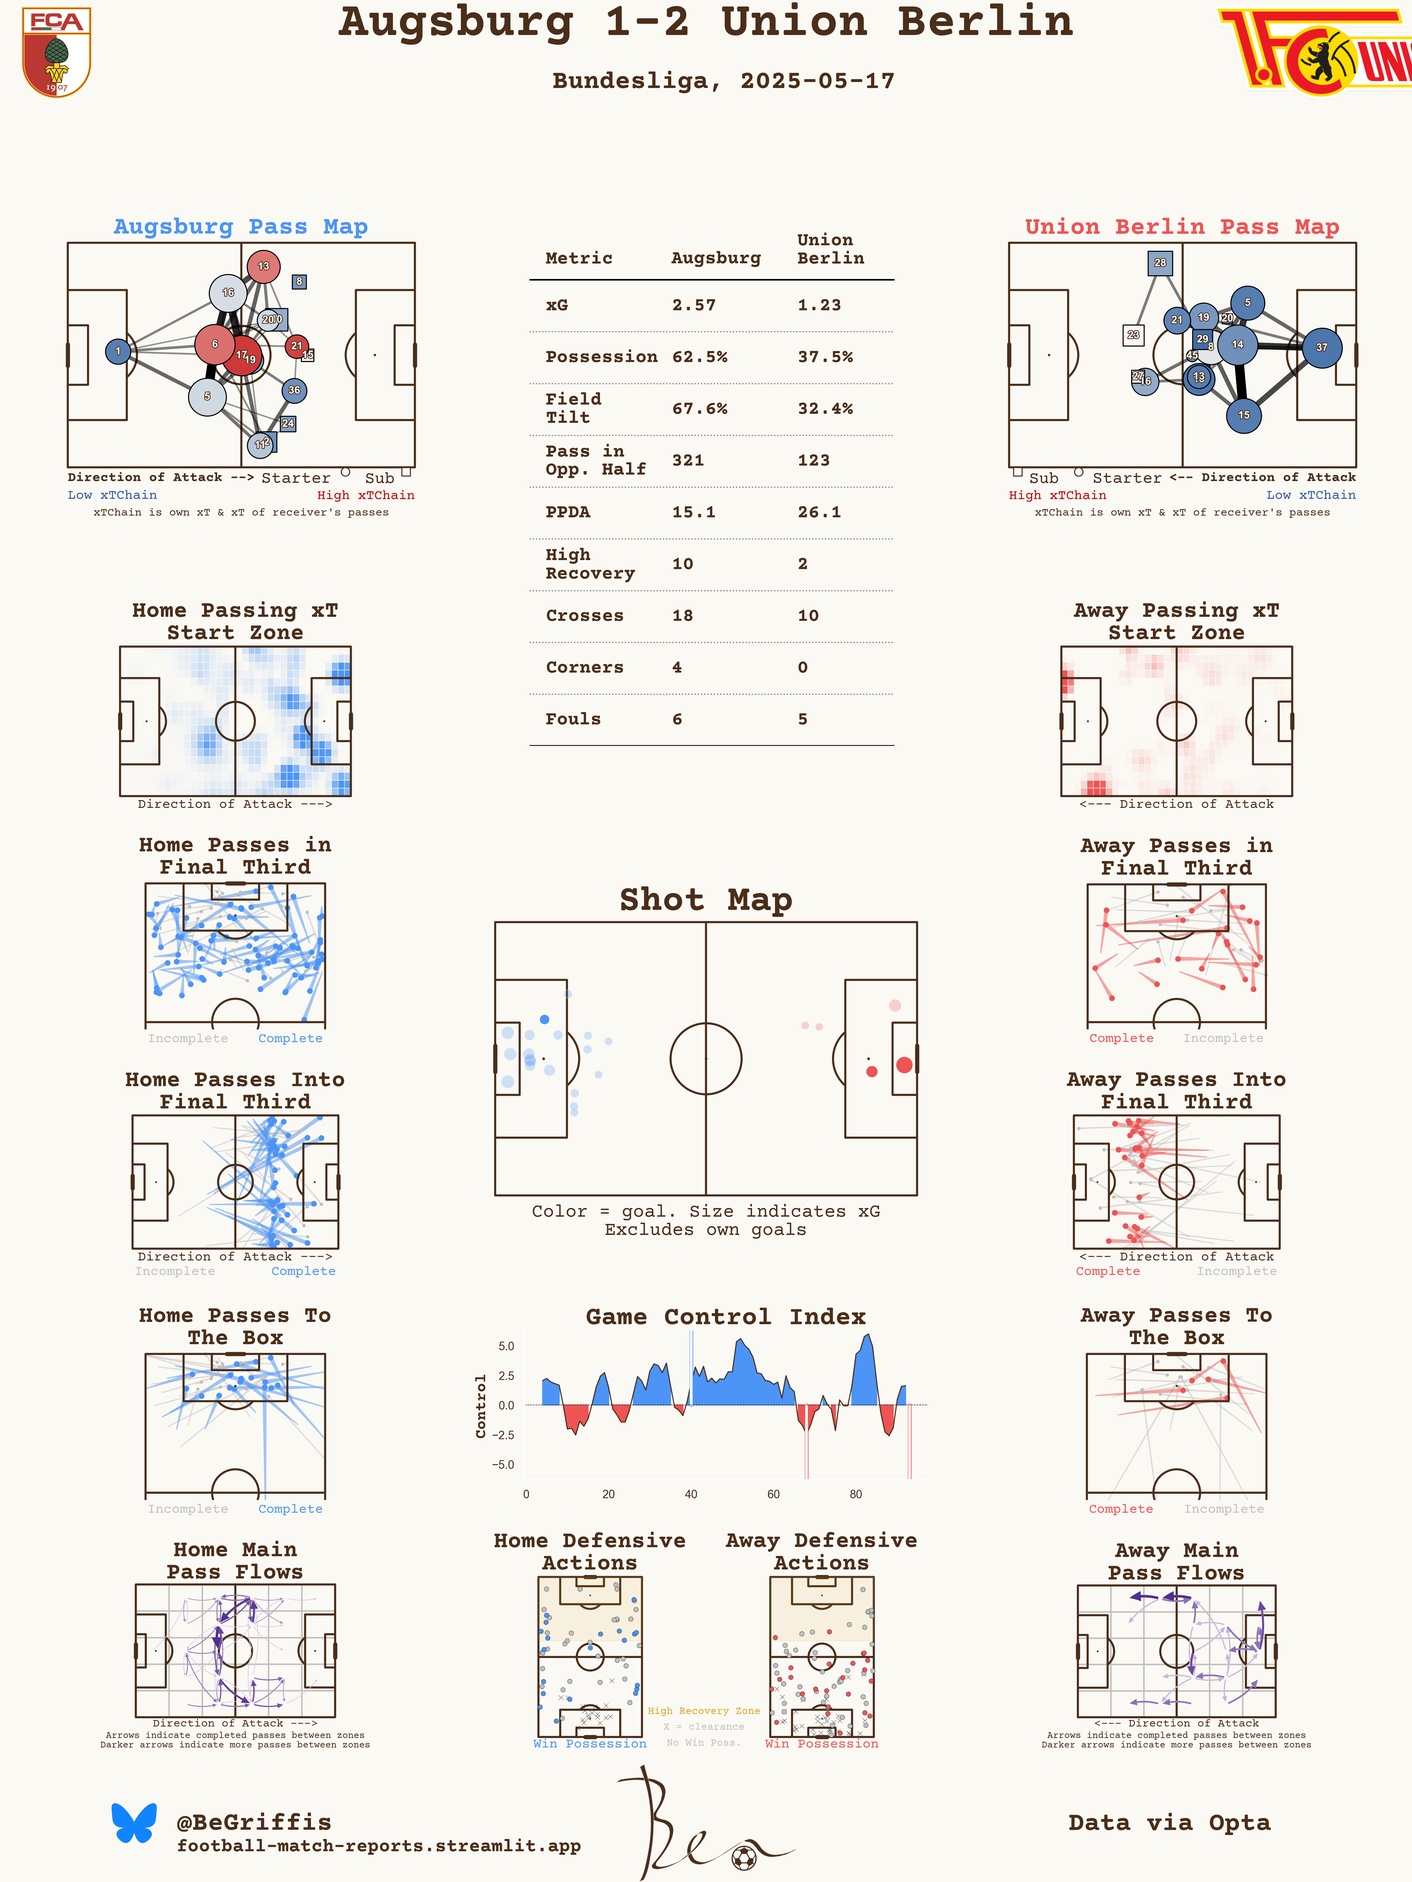 Augsburg 1-2 Union Berlin
Bundesliga, 2025-05-17
FCA
1907
UNI
Augsburg Pass Map
13
8
16
20
6
17
19
21
15
1
36
5
24
11
Direction of Attack --> Starter Sub
Low xTChain High xTChain
xTChain is own xT & xT of receiver's passes
Metric Augsburg Union Berlin
xG 2.57 1.23
Possession 62.5% 37.5%
Field Tilt 67.6% 32.4%
Pass in Opp. Half 321 123
PPDA 15.1 26.1
High Recovery 10 2
Crosses 18 10
Corners 4 0
Fouls 6 5
Union Berlin Pass Map
28
5
21
19
20
23
29
8
14
37
45
27
16
13
15
Sub Starter <-- Direction of Attack
High xTChain Low xTChain
xTChain is own xT & xT of receiver's passes
Home Passing xT
Start Zone
Direction of Attack --->
Away Passing xT
Start Zone
<--- Direction of Attack
Home Passes in
Final Third
Incomplete Complete
Away Passes in
Final Third
Complete Incomplete
Shot Map
Color = goal. Size indicates xG
Excludes own goals
Home Passes Into
Final Third
Direction of Attack --->
Incomplete Complete
Away Passes Into
Final Third
<--- Direction of Attack
Complete Incomplete
Home Passes To
The Box
Incomplete Complete
Game Control Index
Control
5.0
2.5
0.0
−2.5
−5.0
0 20 40 60 80
Away Passes To
The Box
Complete Incomplete
Home Main
Pass Flows
Direction of Attack --->
Arrows indicate completed passes between zones
Darker arrows indicate more passes between zones
Home Defensive
Actions
Win Possession
High Recovery Zone
X = clearance
No Win Poss.
Away Defensive
Actions
Win Possession
Away Main
Pass Flows
<--- Direction of Attack
Arrows indicate completed passes between zones
Darker arrows indicate more passes between zones
@BeGriffis
football-match-reports.streamlit.app
Ben
Data via Opta